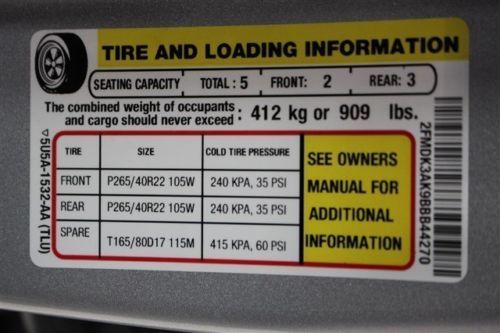 TIRE AND LOADING INFORMATION
SEATING CAPACITY TOTAL : 5 FRONT: 2 REAR: 3
The combined weight of occupants
and cargo should never exceed : 412 kg or 909 lbs.
TIRE SIZE COLD TIRE PRESSURE
FRONT P265/40R22 105W 240 KPA, 35 PSI
REAR P265/40R22 105W 240 KPA, 35 PSI
SPARE T165/80D17 115M 415 KPA, 60 PSI
SEE OWNERS
MANUAL FOR
ADDITIONAL
INFORMATION
5U5A-1532-AA (TLU)
2FMDK3AK9BBB44270